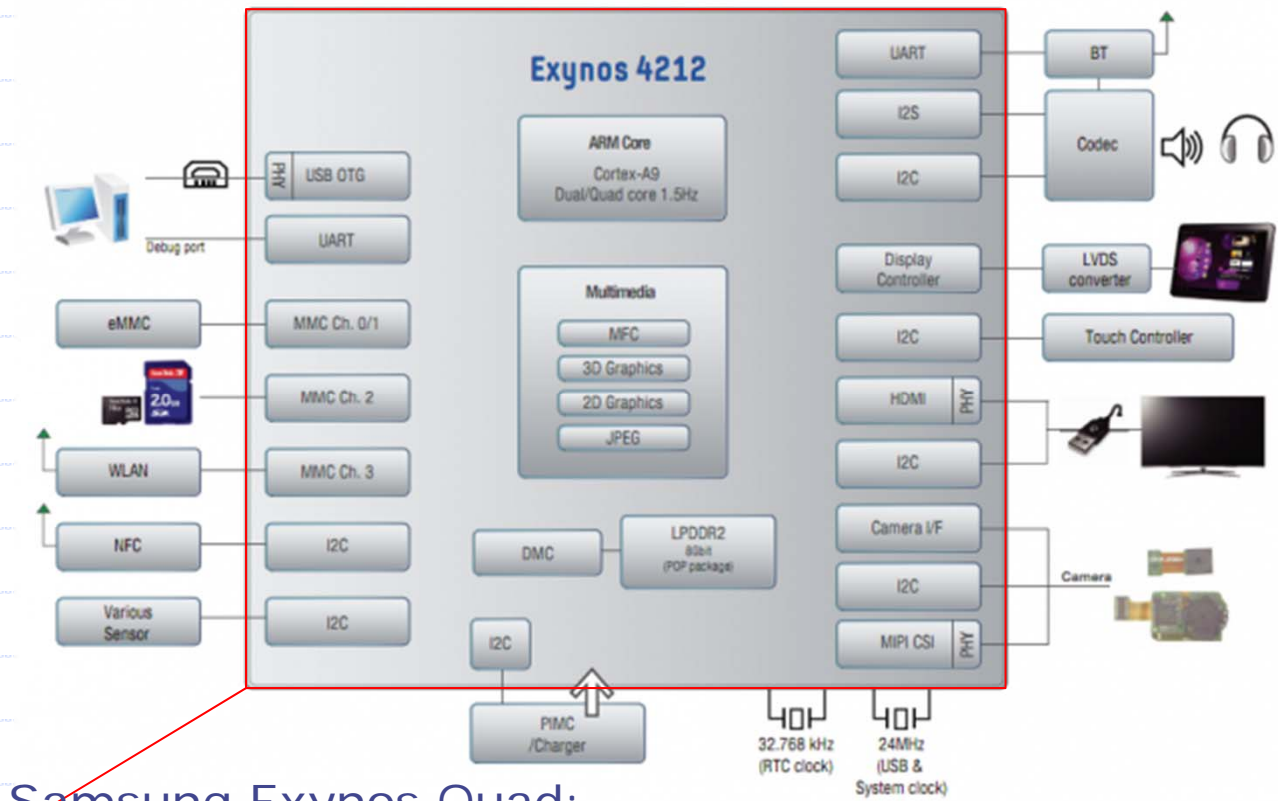 Exynos 4212
ARM Core
Cortex-A9
Dual/Quad core 1.5Hz
Multimedia
MFC
3D Graphics
2D Graphics
JPEG
DMC
LPDDR2
8Gbit
(POP package)
I2C
PIMC
/Charger
PHY
USB OTG
UART
Debug port
eMMC
MMC Ch. 0/1
2.0
MMC Ch. 2
WLAN
MMC Ch. 3
NFC
I2C
Various
Sensor
I2C
UART
BT
I2S
Codec
I2C
Display
Controller
LVDS
converter
I2C
Touch Controller
HDMI
PHY
I2C
Camera I/F
I2C
Camera
MIPI CSI
PHY
32.768 kHz
(RTC clock)
24MHz
(USB &
System clock)
Samsung Exynos Quad: